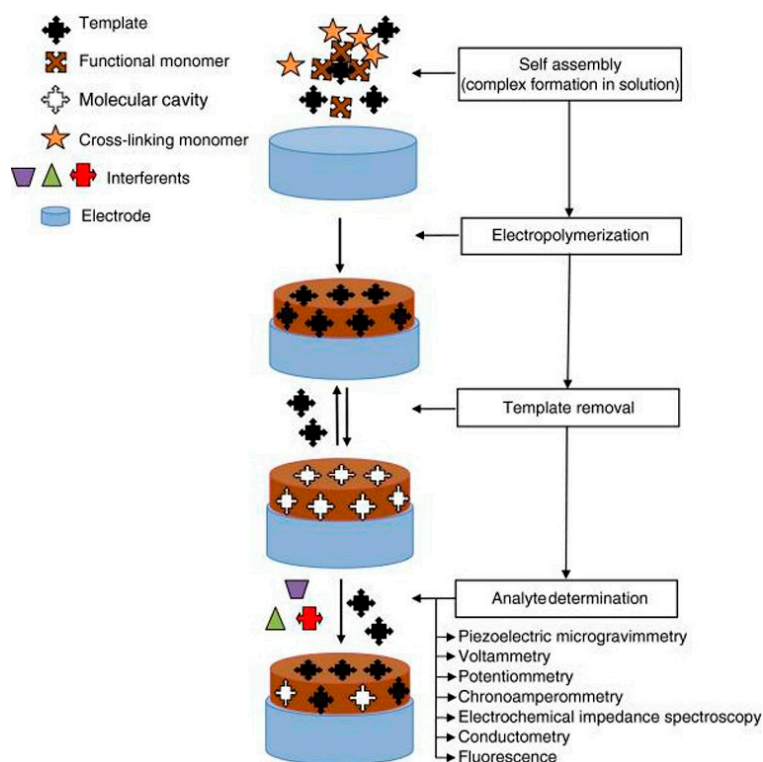 Template
Functional monomer
Molecular cavity
Cross-linking monomer
Interferents
Electrode
Self assembly
(complex formation in solution)
Electropolymerization
Template removal
Analyte determination
Piezoelectric microgravimmetry
Voltammetry
Potentiommetry
Chronoamperommetry
Electrochemical impedance spectroscopy
Conductometry
Fluorescence